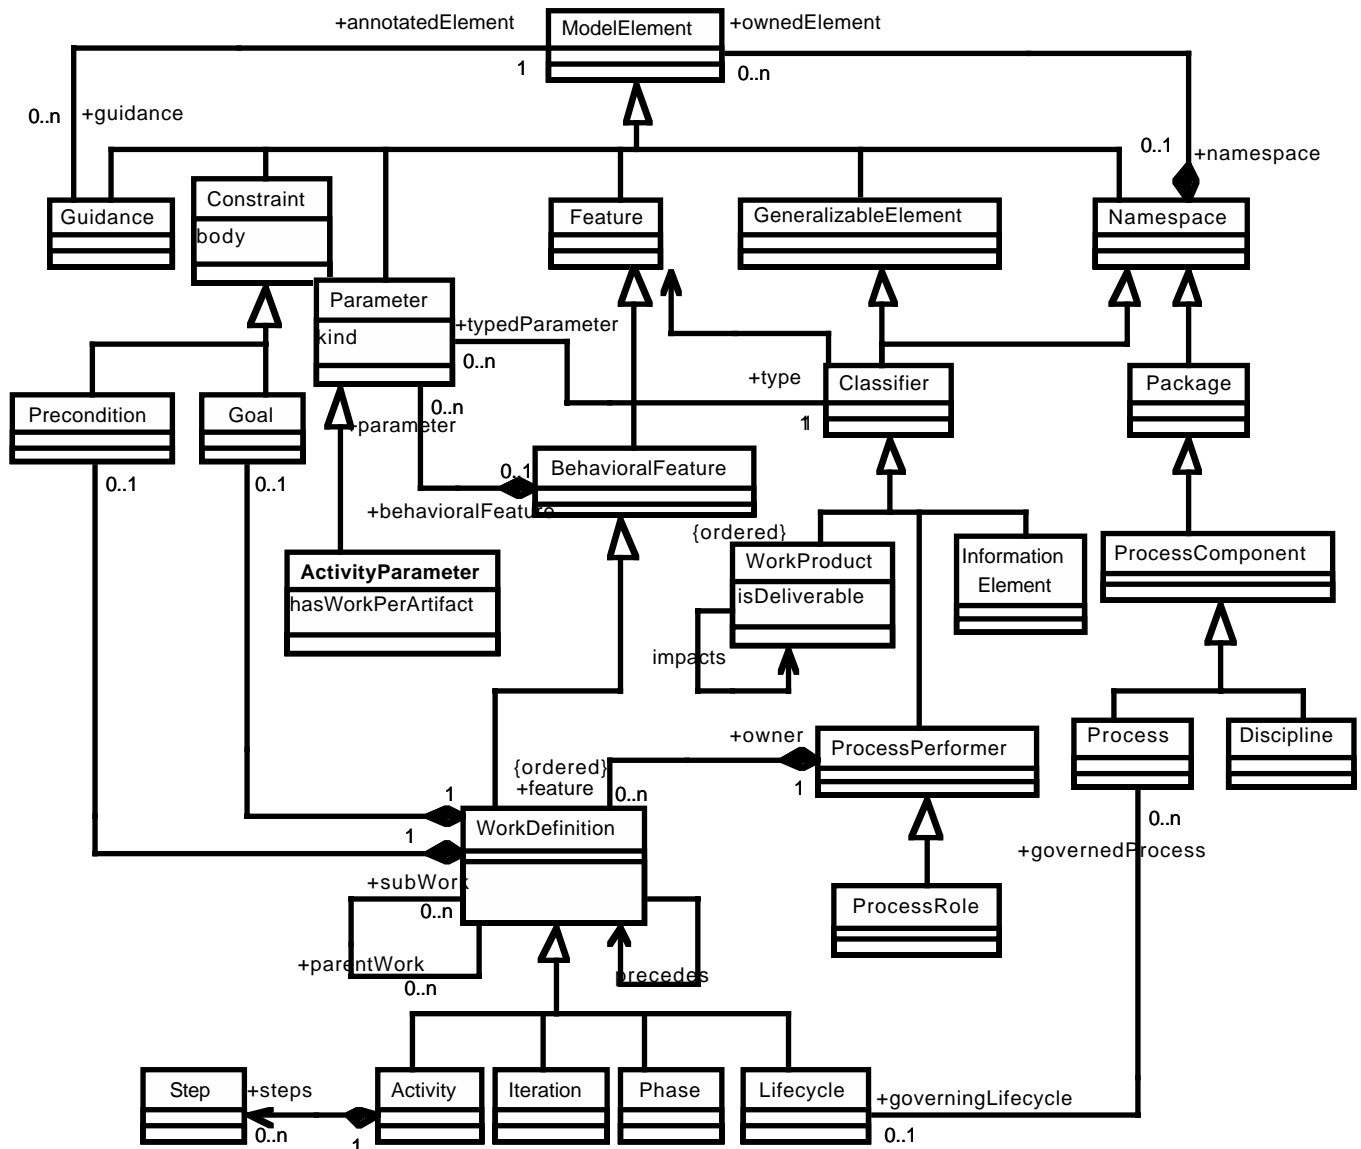 +annotatedElement
ModelElement
+ownedElement
1
0..n
0..n
+guidance
0..1
+namespace
Guidance
Constraint
body
Feature
GeneralizableElement
Namespace
Parameter
kind
+typedParameter
0..n
+type
1
Classifier
Package
Precondition
Goal
0..n
+parameter
0..1
0..1
0..1
BehavioralFeature
+behavioralFeature
{ordered}
WorkProduct
isDeliverable
impacts
Information
Element
ProcessComponent
ActivityParameter
hasWorkPerArtifact
+owner
1
ProcessPerformer
Process
Discipline
{ordered}
+feature
0..n
1
1
WorkDefinition
0..n
+governedProcess
+subWork
0..n
ProcessRole
+parentWork
0..n
precedes
Step
+steps
0..n
1
Activity
Iteration
Phase
Lifecycle
+governingLifecycle
0..1